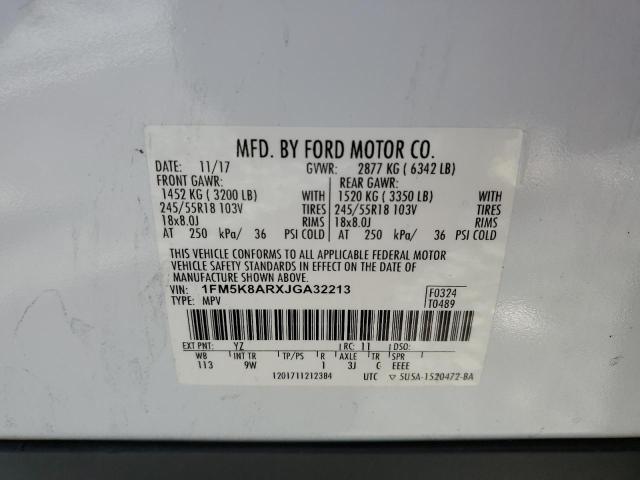 MFD. BY FORD MOTOR CO.
DATE: 11/17 GVWR: 2877 KG ( 6342 LB)
FRONT GAWR: REAR GAWR:
1452 KG ( 3200 LB) WITH 1520 KG ( 3350 LB) WITH
245/55R18 103V TIRES 245/55R18 103V TIRES
18x8.0J RIMS 18x8.0J RIMS
AT 250 kPa/ 36 PSI COLD AT 250 kPa/ 36 PSI COLD
THIS VEHICLE CONFORMS TO ALL APPLICABLE FEDERAL MOTOR
VEHICLE SAFETY STANDARDS IN EFFECT ON THE DATE OF
MANUFACTURE SHOWN ABOVE.
VIN: 1FM5K8ARXJGA32213 F0324
TYPE: MPV T0489
EXT PNT: YZ RC: 11 DSO:
WB INT TR TP/PS R AXLE TR SPR
113 9W 1 3J C EEEE
1201711212384 UTC ▽ 5U5A-1520472-BA